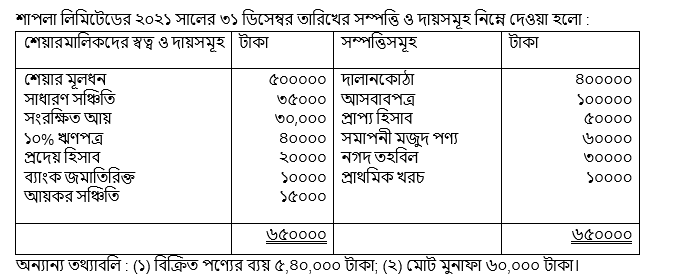 শাপলা লিমিটেডের ২০২১ সালের ৩১ ডিসেম্বর তারিখের সম্পত্তি ও দায়সমূহ নিম্নে দেওয়া হলো :
শেয়ারমালিকদের স্বত্ব ও দায়সমূহ টাকা সম্পত্তিসমূহ টাকা
শেয়ার মূলধন ৫০০০০০ দালানকোঠা ৪০০০০০
সাধারণ সঞ্চিতি ৩৫০০০ আসবাবপত্র ১০০০০০
সংরক্ষিত আয় ৩০,০০০ প্রাপ্য হিসাব ৫০০০০
১০% ঋণপত্র ৪০০০০ সমাপনী মজুদ পণ্য ৬০০০০
প্রদেয় হিসাব ২০০০০ নগদ তহবিল ৩০০০০
ব্যাংক জমাতিরিক্ত ১০০০০ প্রাথমিক খরচ ১০০০০
আয়কর সঞ্চিতি ১৫০০০
৬৫০০০০ ৬৫০০০০
অন্যান্য তথ্যাবলি : (১) বিক্রিত পণ্যের ব্যয় ৫,৪০,০০০ টাকা; (২) মোট মুনাফা ৬০,০০০ টাকা।